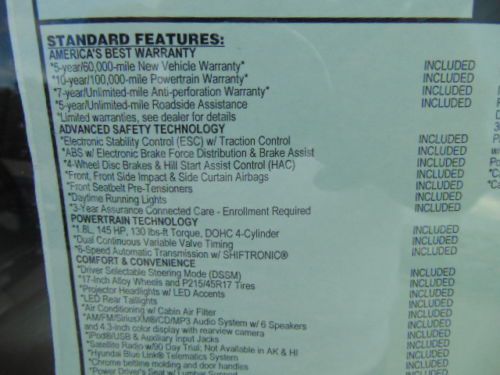 STANDARD FEATURES:
AMERICA'S BEST WARRANTY
*5-year/60,000-mile New Vehicle Warranty* INCLUDED
*10-year/100,000-mile Powertrain Warranty* INCLUDED
*7-year/Unlimited-mile Anti-perforation Warranty* INCLUDED
*5-year/Unlimited-mile Roadside Assistance INCLUDED
*Limited warranties, see dealer for details
ADVANCED SAFETY TECHNOLOGY
*Electronic Stability Control (ESC) w/ Traction Control INCLUDED
*ABS w/ Electronic Brake Force Distribution & Brake Assist INCLUDED
*4-Wheel Disc Brakes & Hill Start Assist Control (HAC) INCLUDED
*Front, Front Side Impact & Side Curtain Airbags INCLUDED
*Front Seatbelt Pre-Tensioners INCLUDED
*Daytime Running Lights INCLUDED
*3-Year Assurance Connected Care - Enrollment Required INCLUDED
POWERTRAIN TECHNOLOGY
*1.8L, 145 HP, 130 lbs-ft Torque, DOHC 4-Cylinder INCLUDED
*Dual Continuous Variable Valve Timing INCLUDED
*6-Speed Automatic Transmission w/ SHIFTRONIC® INCLUDED
COMFORT & CONVENIENCE
*Driver Selectable Steering Mode (DSSM) INCLUDED
*17-Inch Alloy Wheels and P215/45R17 Tires INCLUDED
*Projector Headlights w/ LED Accents INCLUDED
*LED Rear Taillights INCLUDED
*Air Conditioning w/ Cabin Air Filter INCLUDED
*AM/FM/SiriusXM®/CD/MP3 Audio System w/ 6 Speakers INCLUDED
and 4.3-inch color display with rearview camera
*iPod®/USB & Auxiliary Input Jacks INCLUDED
*Satellite Radio w/90 Day Trial; Not Available in AK & HI INCLUDED
*Hyundai Blue Link® Telematics System INCLUDED
*Chrome beltline molding and door handles INCLUDED
*Power Driver's Seat w/ Lumbar Support